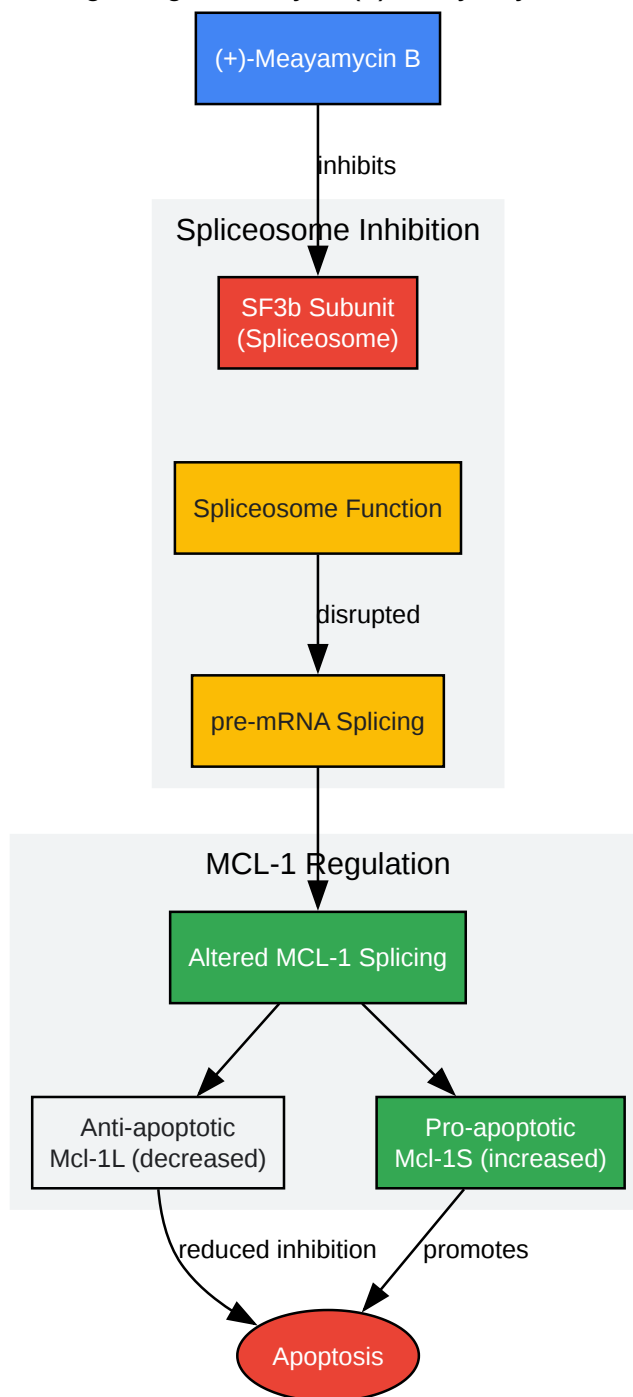 (+)-Meayamycin B
inhibits
Spliceosome Inhibition
SF3b Subunit
(Spliceosome)
Spliceosome Function
disrupted
pre-mRNA Splicing
MCL-1 Regulation
Altered MCL-1 Splicing
Anti-apoptotic
Mcl-1L (decreased)
Pro-apoptotic
Mcl-1S (increased)
reduced inhibition
promotes
Apoptosis